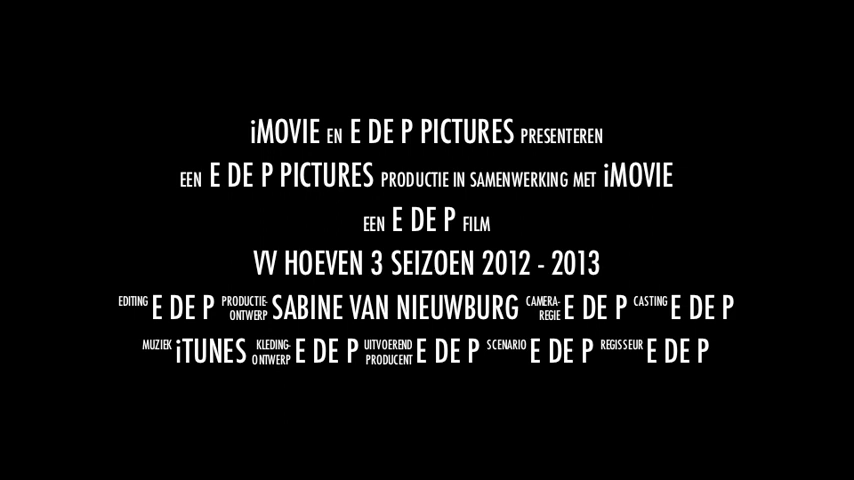 iMOVIE EN E DE P PICTURES PRESENTEREN
EEN E DE P PICTURES PRODUCTIE IN SAMENWERKING MET iMOVIE
EEN E DE P FILM
VV HOEVEN 3 SEIZOEN 2012 - 2013
EDITING E DE P PRODUCTIE-ONTWERP SABINE VAN NIEUWBURG CAMERA-REGIE E DE P CASTING E DE P
MUZIEK iTUNES KLEDING-ONTWERP E DE P UITVOEREND PRODUCENT E DE P SCENARIO E DE P REGISSEUR E DE P